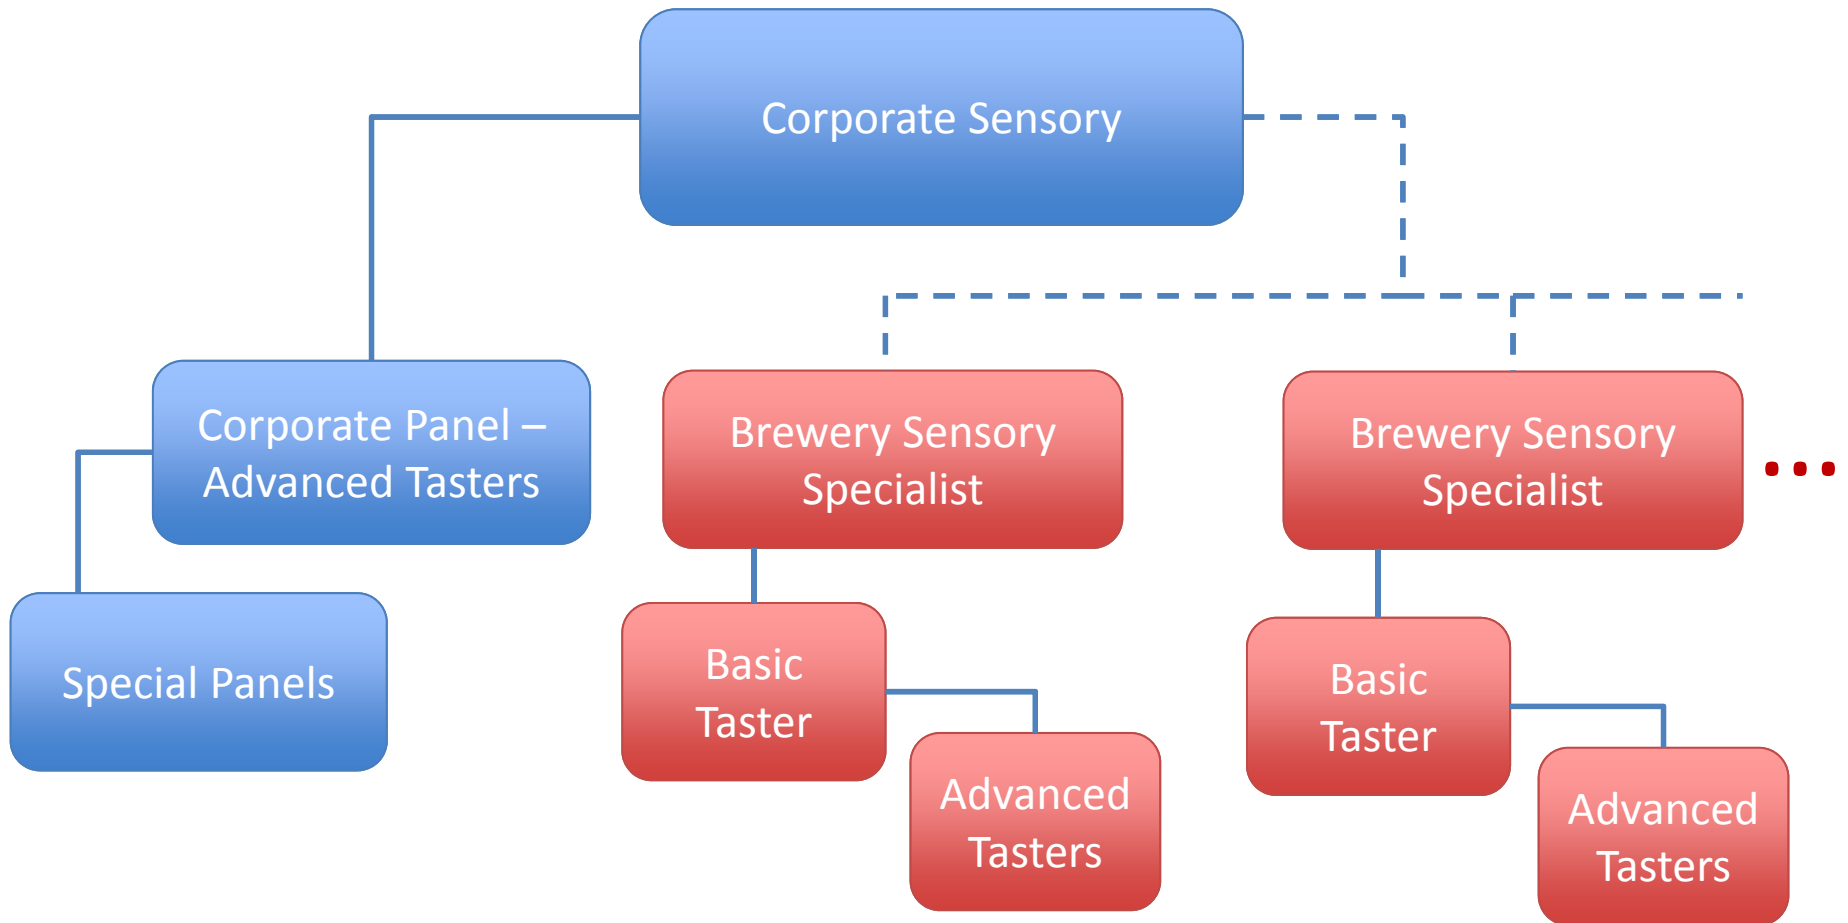 Corporate Sensory
Corporate Panel –
Advanced Tasters
Brewery Sensory
Specialist
Brewery Sensory
Specialist
...
Special Panels
Basic
Taster
Basic
Taster
Advanced
Tasters
Advanced
Tasters